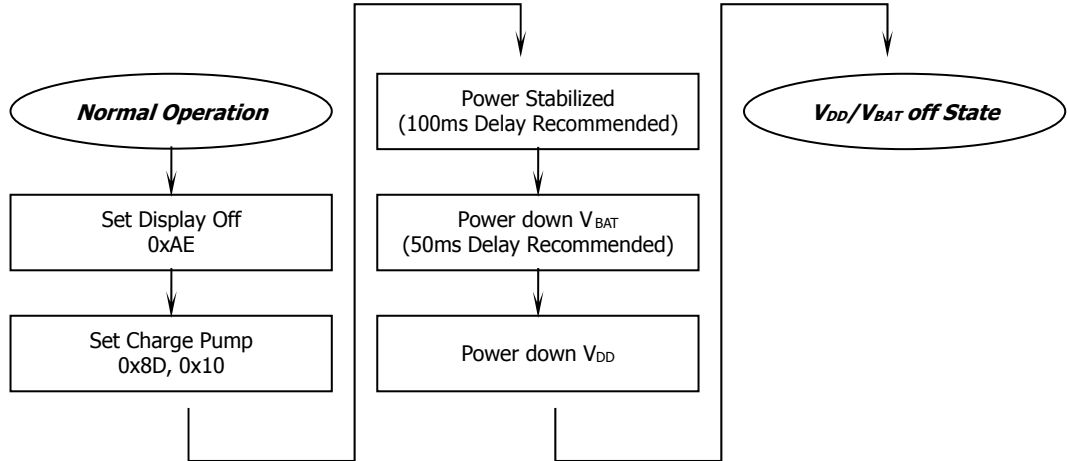 Normal Operation
Set Display Off
0xAE
Set Charge Pump
0x8D, 0x10
Power Stabilized
(100ms Delay Recommended)
Power down VBAT
(50ms Delay Recommended)
Power down VDD
VDD/VBAT off State